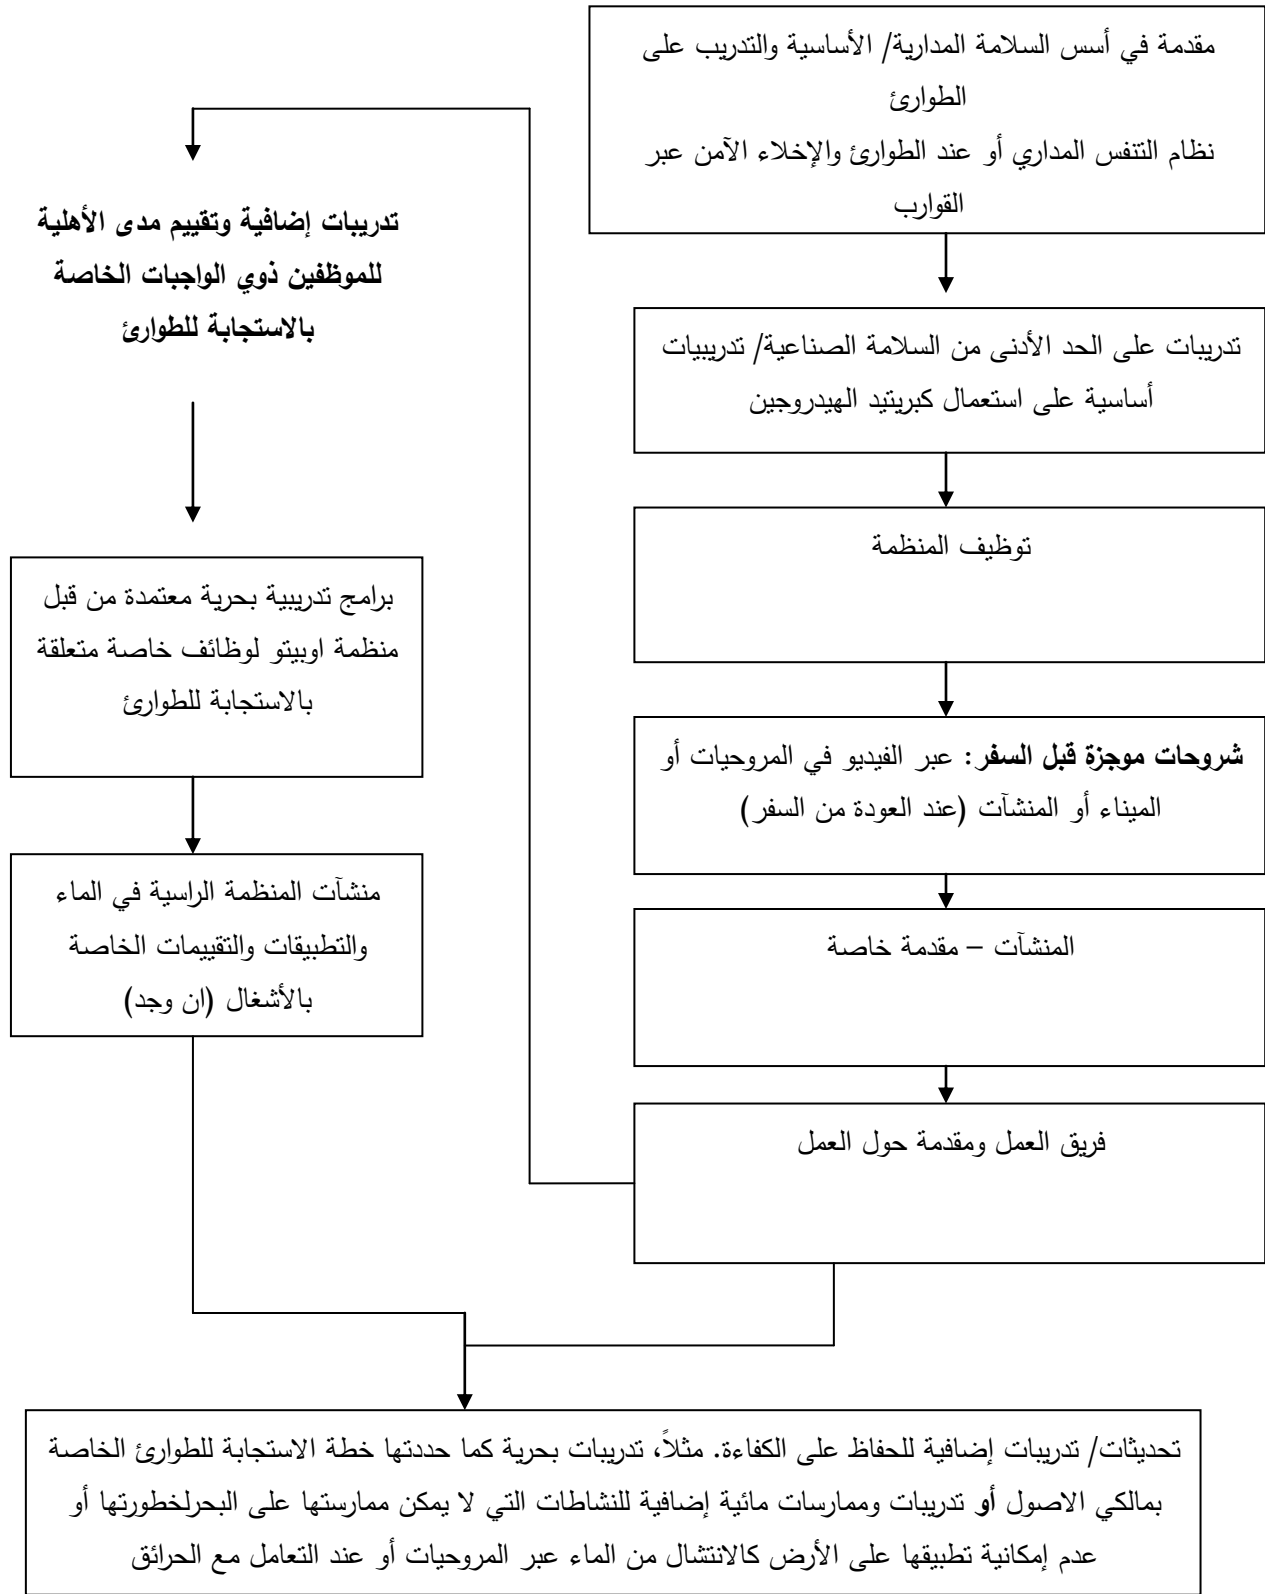 مقدمة في أسس السلامة المدارية/ الأساسية والتدريب على
الطوارئ
نظام التنفس المداري أو عند الطوارئ والإخلاء الآمن عبر
القوارب
تدريبات على الحد الأدنى من السلامة الصناعية/ تدريبيات
أساسية على استعمال كبريتيد الهيدروجين
توظيف المنظمة
شروحات موجزة قبل السفر: عبر الفيديو في المروحيات أو
الميناء أو المنشآت (عند العودة من السفر)
المنشآت – مقدمة خاصة
فريق العمل ومقدمة حول العمل
تدريبات إضافية وتقييم مدى الأهلية
للموظفين ذوي الواجبات الخاصة
بالاستجابة للطوارئ
برامج تدريبية بحرية معتمدة من قبل
منظمة اوبيتو لوظائف خاصة متعلقة
بالاستجابة للطوارئ
منشآت المنظمة الراسية في الماء
والتطبيقات والتقييمات الخاصة
بالأشغال (ان وجد)
تحديثات/ تدريبات إضافية للحفاظ على الكفاءة. مثلاً، تدريبات بحرية كما حددتها خطة الاستجابة للطوارئ الخاصة
بمالكي الاصول أو تدريبات وممارسات مائية إضافية للنشاطات التي لا يمكن ممارستها على البحرلخطورتها أو
عدم إمكانية تطبيقها على الأرض كالانتشال من الماء عبر المروحيات أو عند التعامل مع الحرائق